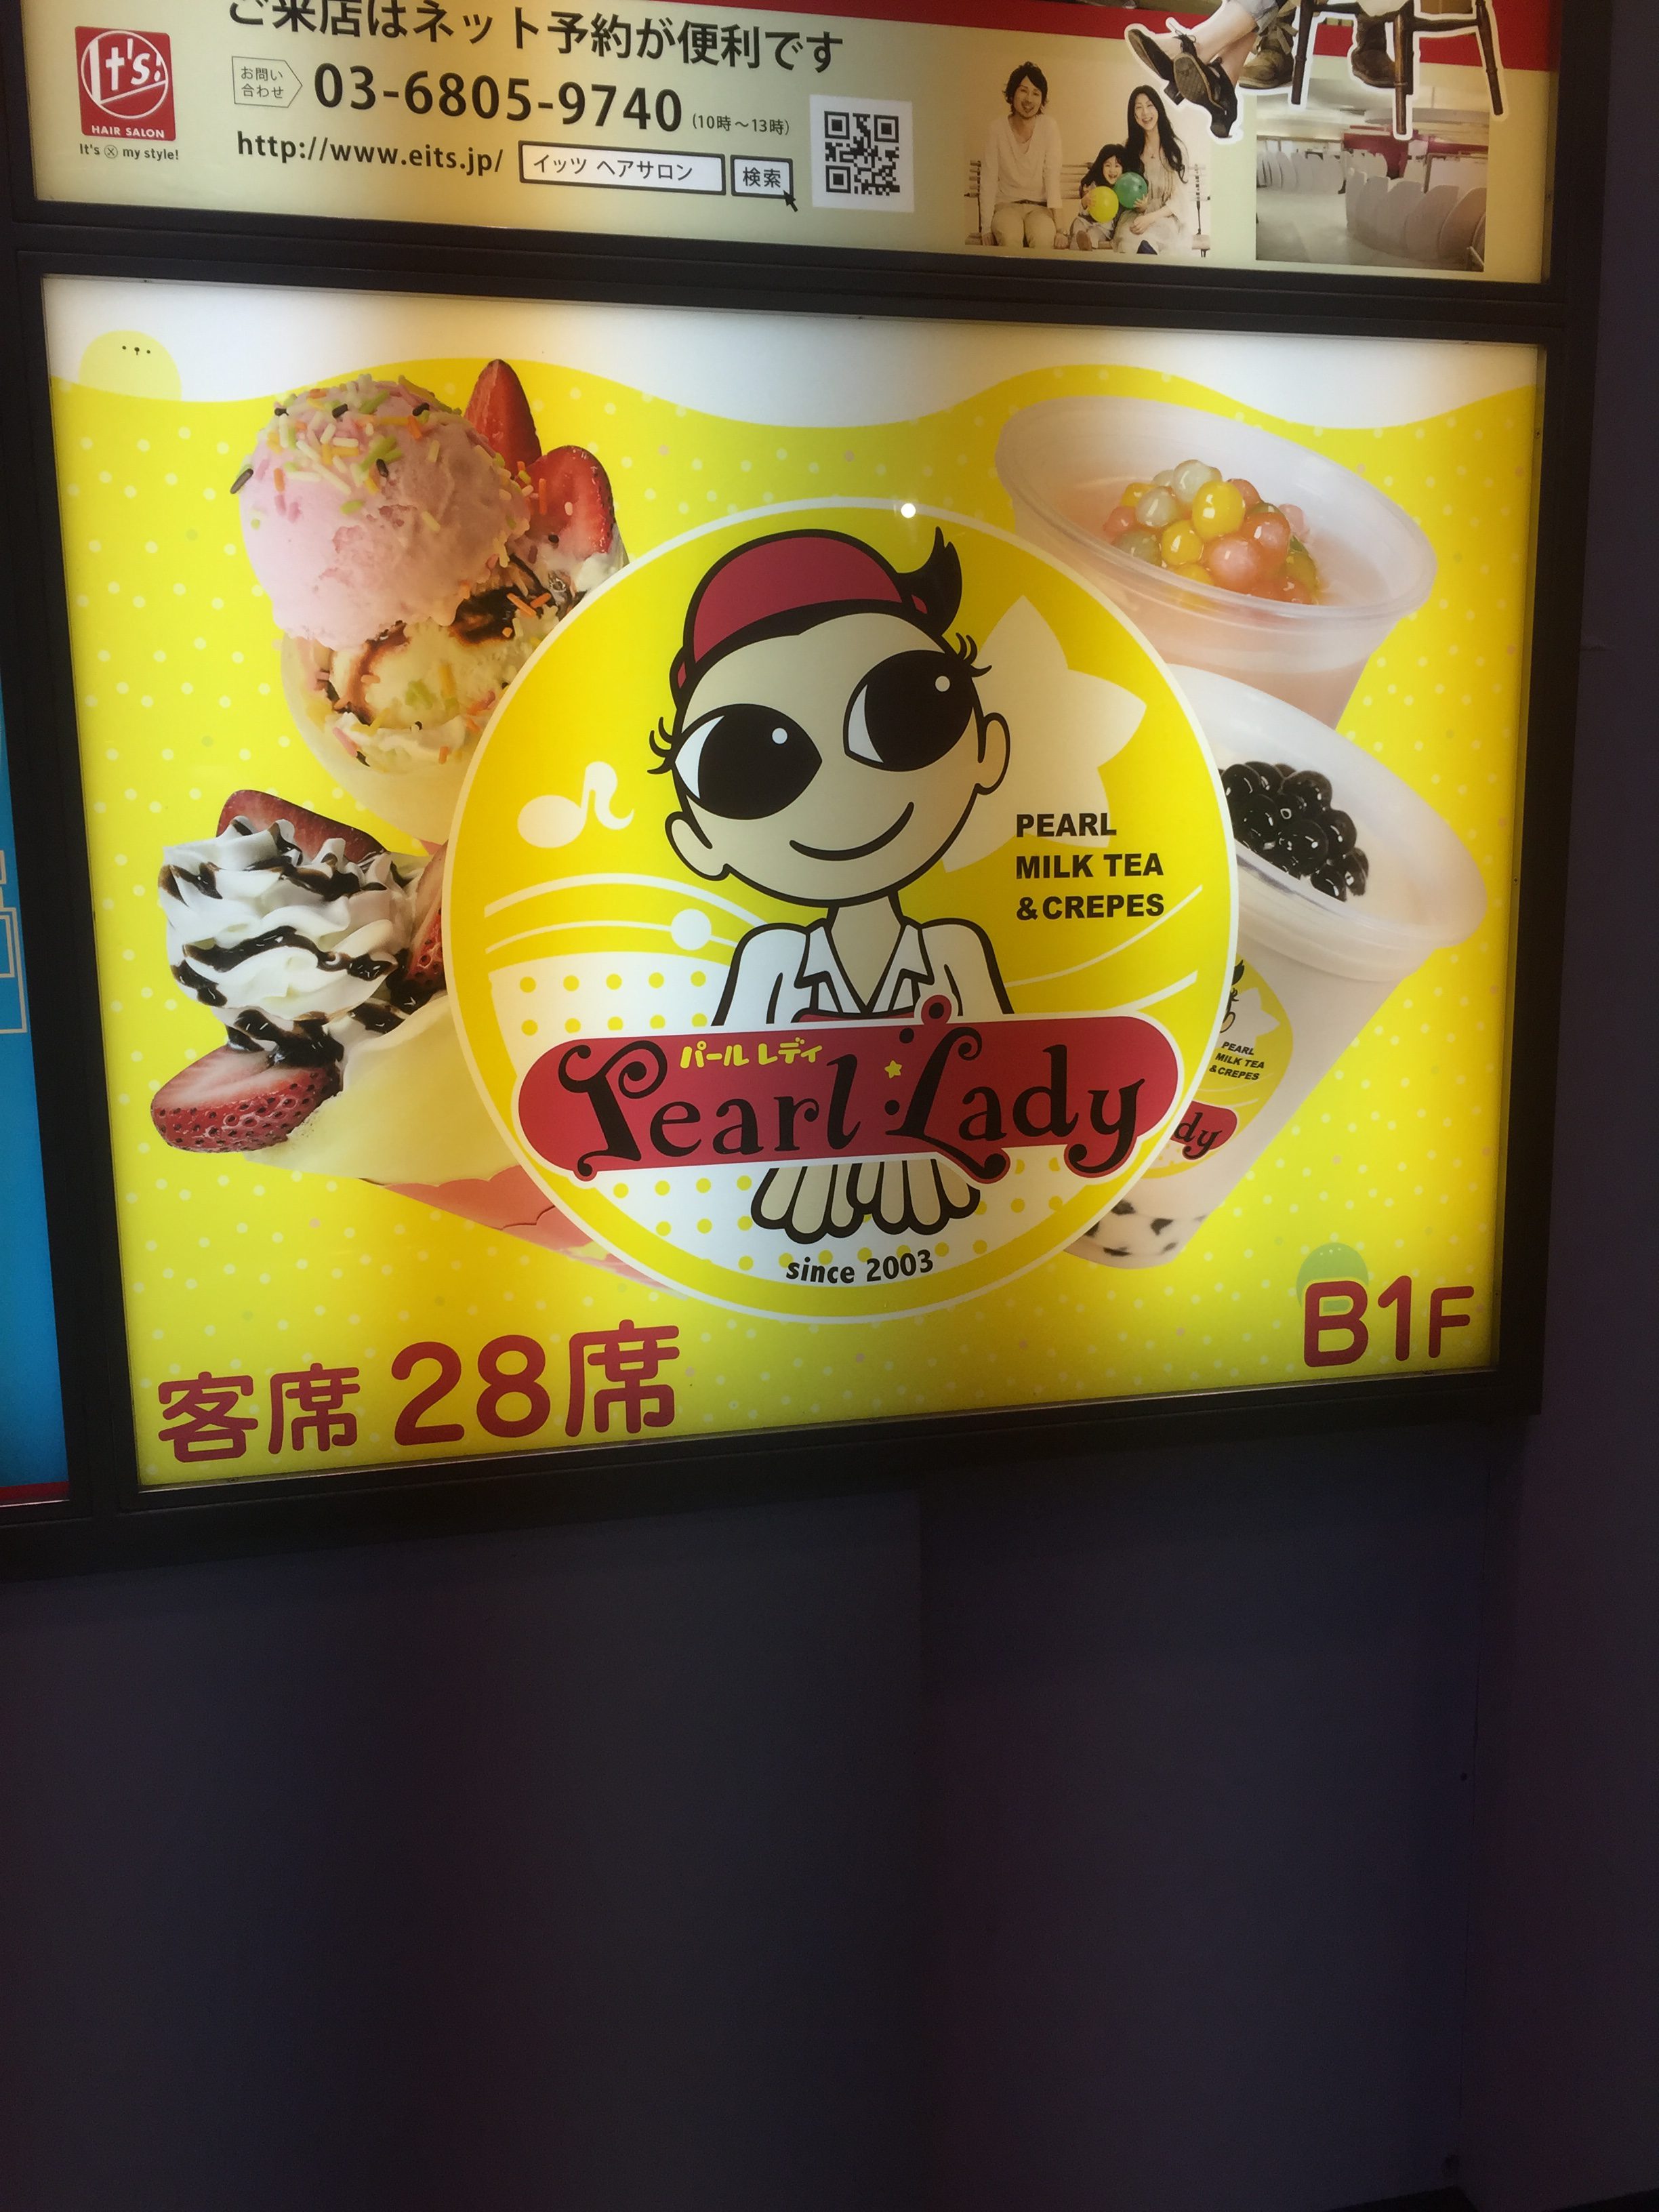 ご来店はネット予約が便利です
It's!
HAIR SALON
It's Ⓧ my style!
お問い
合わせ
03-6805-9740 (10時～13時)
http://www.eits.jp/ イッツ ヘアサロン 検索
PEARL
MILK TEA
&CREPES
パール レディ
Pearl Lady
since 2003
PEARL
MILK TEA
&CREPES
dy
客席 28席
B1F